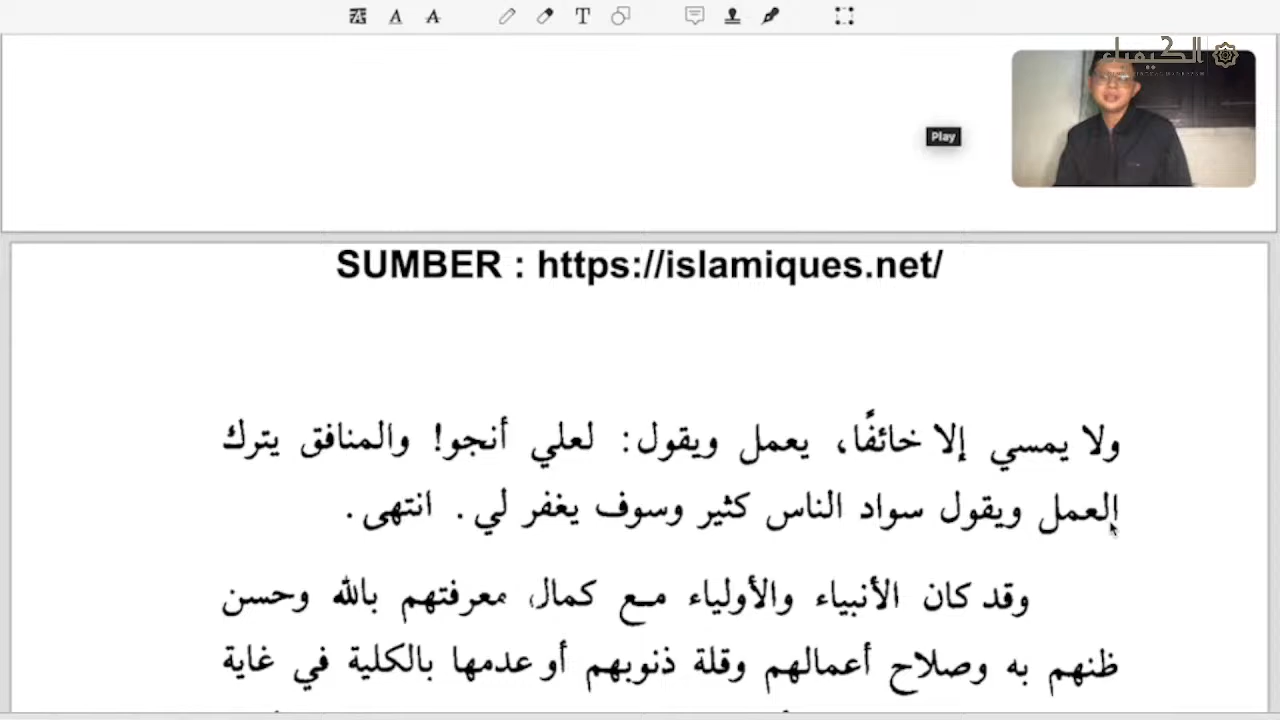 الكيمياء
Play
SUMBER : https://islamiques.net/
ولا يمسي إلا خائفًا، يعمل ويقول: لعلي أنجو! والمنافق يترك
العمل ويقول سواد الناس كثير وسوف يغفر لي. انتهى.
وقد كان الأنبياء والأولياء مع كمال معرفتهم بالله وحسن
ظنهم به وصلاح أعمالهم وقلة ذنوبهم أو عدمها بالكلية في غاية